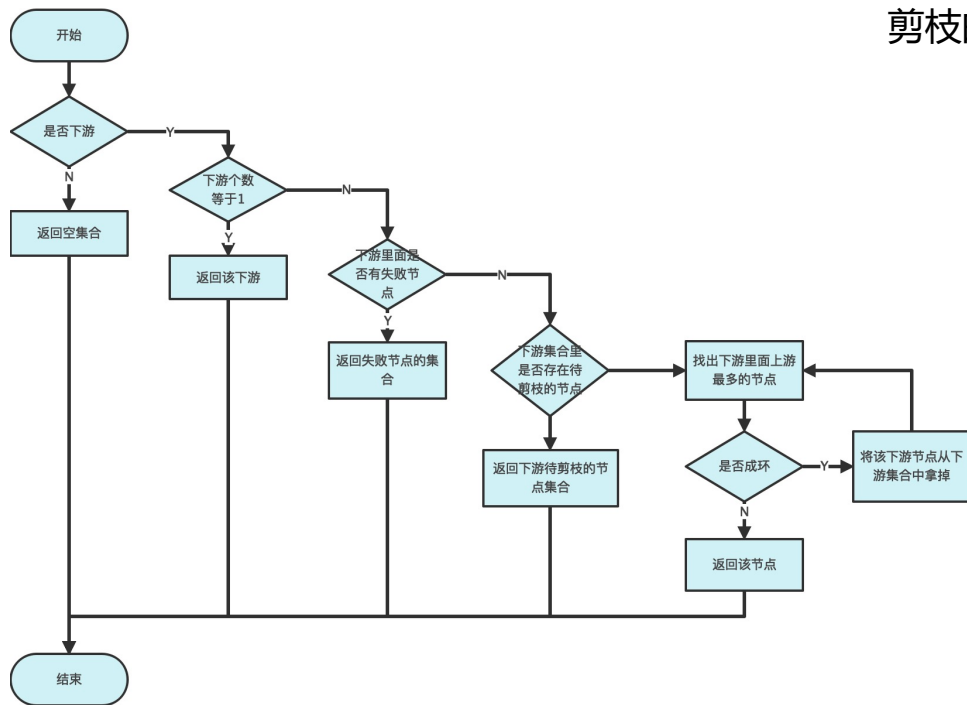 剪枝
开始
是否下游
Y
N
下游个数
等于1
N
返回空集合
Y
下游里面是
否有失败节
点
N
返回该下游
Y
下游集合里
是否存在待
剪枝的节点
找出下游里面上游
最多的节点
返回失败节点的集
合
是否成环
Y
将该下游节点从下
游集合中拿掉
返回下游待剪枝的节
点集合
N
返回该节点
结束